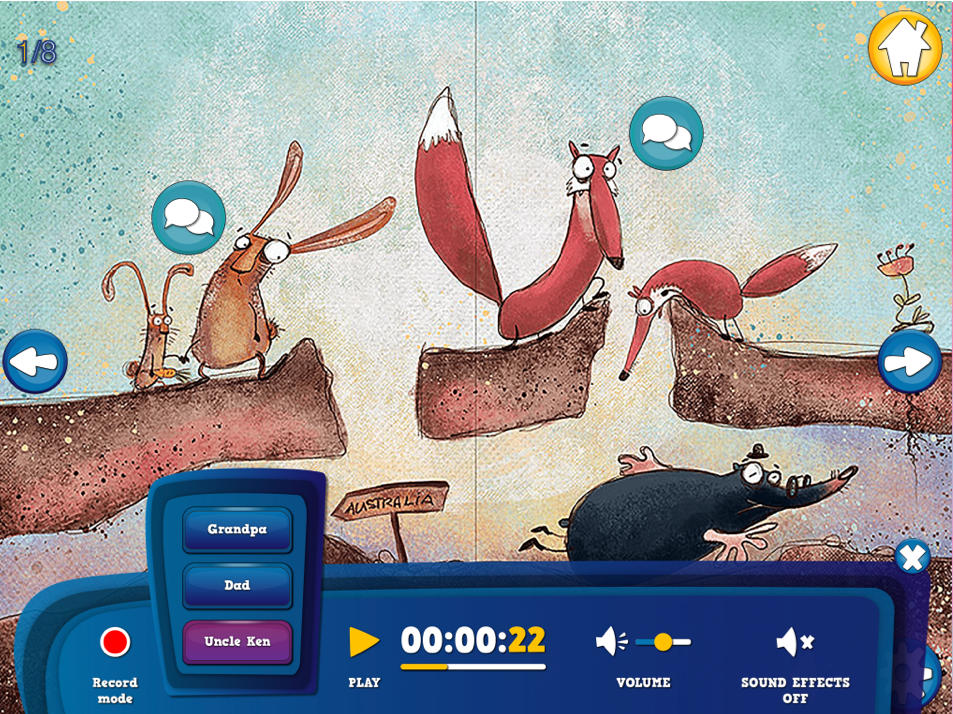 1/8
AUSTRALIA
Grandpa
Dad
Uncle Ken
00:00:22
Record
mode
PLAY
VOLUME
SOUND EFFECTS
OFF